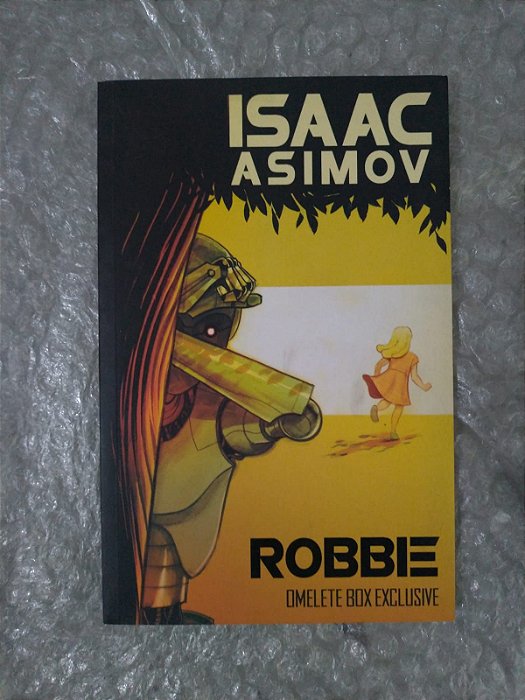 ISAAC
ASIMOV
ROBBIE
OMELETE BOX EXCLUSIVE